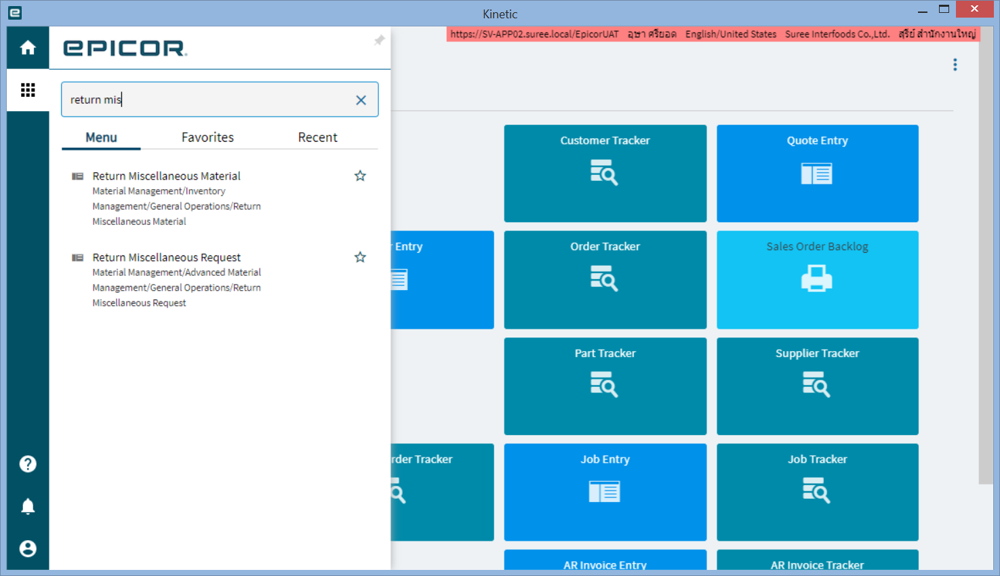 Kinetic
https://SV-APP02.suree.local/EpicorUAT อุษา ศรียอด English/United States Suree Interfoods Co.,Ltd. สุรีย์ สำนักงานใหญ่
EPICOR
return mis
Menu Favorites Recent
Return Miscellaneous Material
Material Management/Inventory
Management/General Operations/Return
Miscellaneous Material
Return Miscellaneous Request
Material Management/Advanced Material
Management/General Operations/Return
Miscellaneous Request
Customer Tracker
Quote Entry
Entry
Order Tracker
Sales Order Backlog
Part Tracker
Supplier Tracker
rder Tracker
Job Entry
Job Tracker
AR Invoice Entry
AR Invoice Tracker